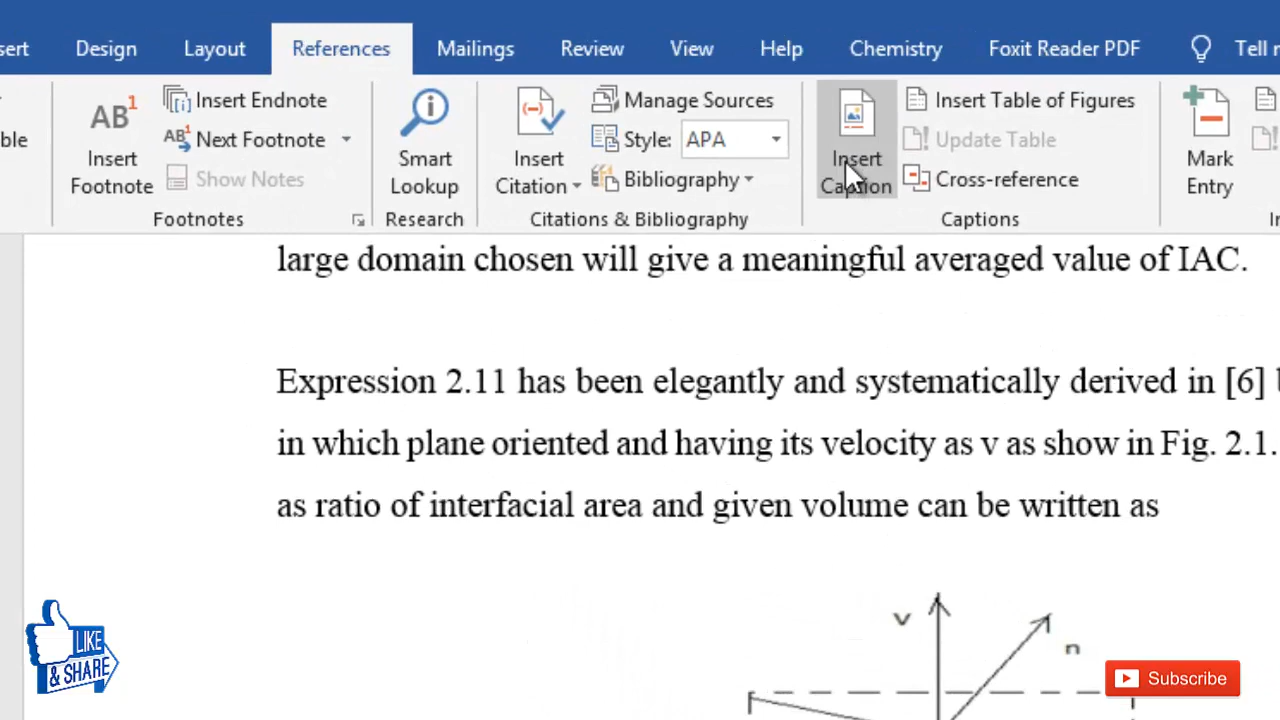 sert Design Layout References Mailings Review View Help Chemistry Foxit Reader PDF Tell
ble
AB1
Insert
Footnote
Insert Endnote
AB1 Next Footnote
Show Notes
Footnotes
Smart
Lookup
Research
Insert
Citation
Manage Sources
Style: APA
Bibliography
Citations & Bibliography
Insert
Caption
Insert Table of Figures
Update Table
Cross-reference
Captions
Mark
Entry
In
large domain chosen will give a meaningful averaged value of IAC.
Expression 2.11 has been elegantly and systematically derived in [6]
in which plane oriented and having its velocity as v as show in Fig. 2.1.
as ratio of interfacial area and given volume can be written as
v
n
LIKE
& SHARE
Subscribe